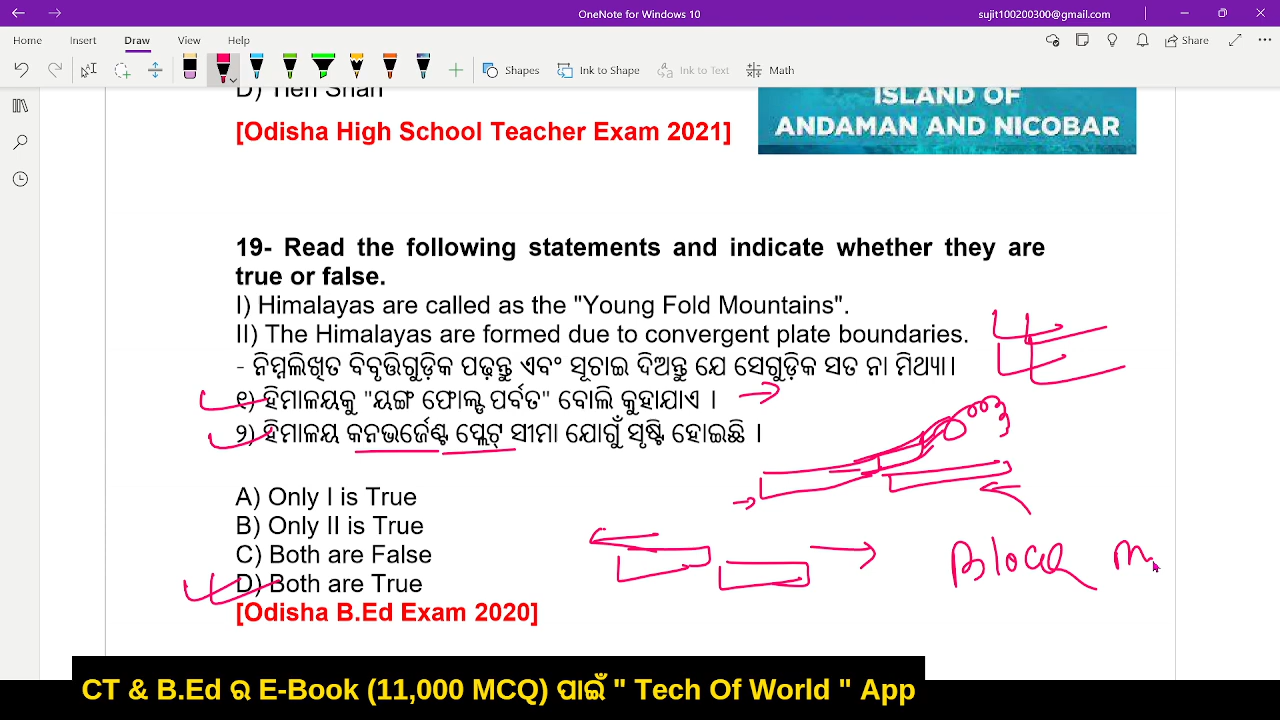 OneNote for Windows 10
sujit100200300@gmail.com
Home Insert Draw View Help
Share
Shapes Ink to Shape Ink to Text Math
D) Tien Shan
[Odisha High School Teacher Exam 2021]
ISLAND OF
ANDAMAN AND NICOBAR
19- Read the following statements and indicate whether they are
true or false.
I) Himalayas are called as the "Young Fold Mountains".
II) The Himalayas are formed due to convergent plate boundaries.
- ନିମ୍ନଲିଖିତ ବିବୃତ୍ତିଗୁଡ଼ିକ ପଢ଼ନ୍ତୁ ଏବଂ ସୂଚାଇ ଦିଅନ୍ତୁ ଯେ ସେଗୁଡ଼ିକ ସତ ନା ମିଥ୍ୟା।
୧) ହିମାଳୟକୁ "ୟଙ୍ଗ ଫୋଲ୍ଡ ପର୍ବତ" ବୋଲି କୁହାଯାଏ ।
୨) ହିମାଳୟ କନଭର୍ଜେଣ୍ଟ ପ୍ଲେଟ୍ ସୀମା ଯୋଗୁଁ ସୃଷ୍ଟି ହୋଇଛି ।
A) Only I is True
B) Only II is True
C) Both are False
D) Both are True
[Odisha B.Ed Exam 2020]
CT & B.Ed ର E-Book (11,000 MCQ) ପାଇଁ " Tech Of World " App